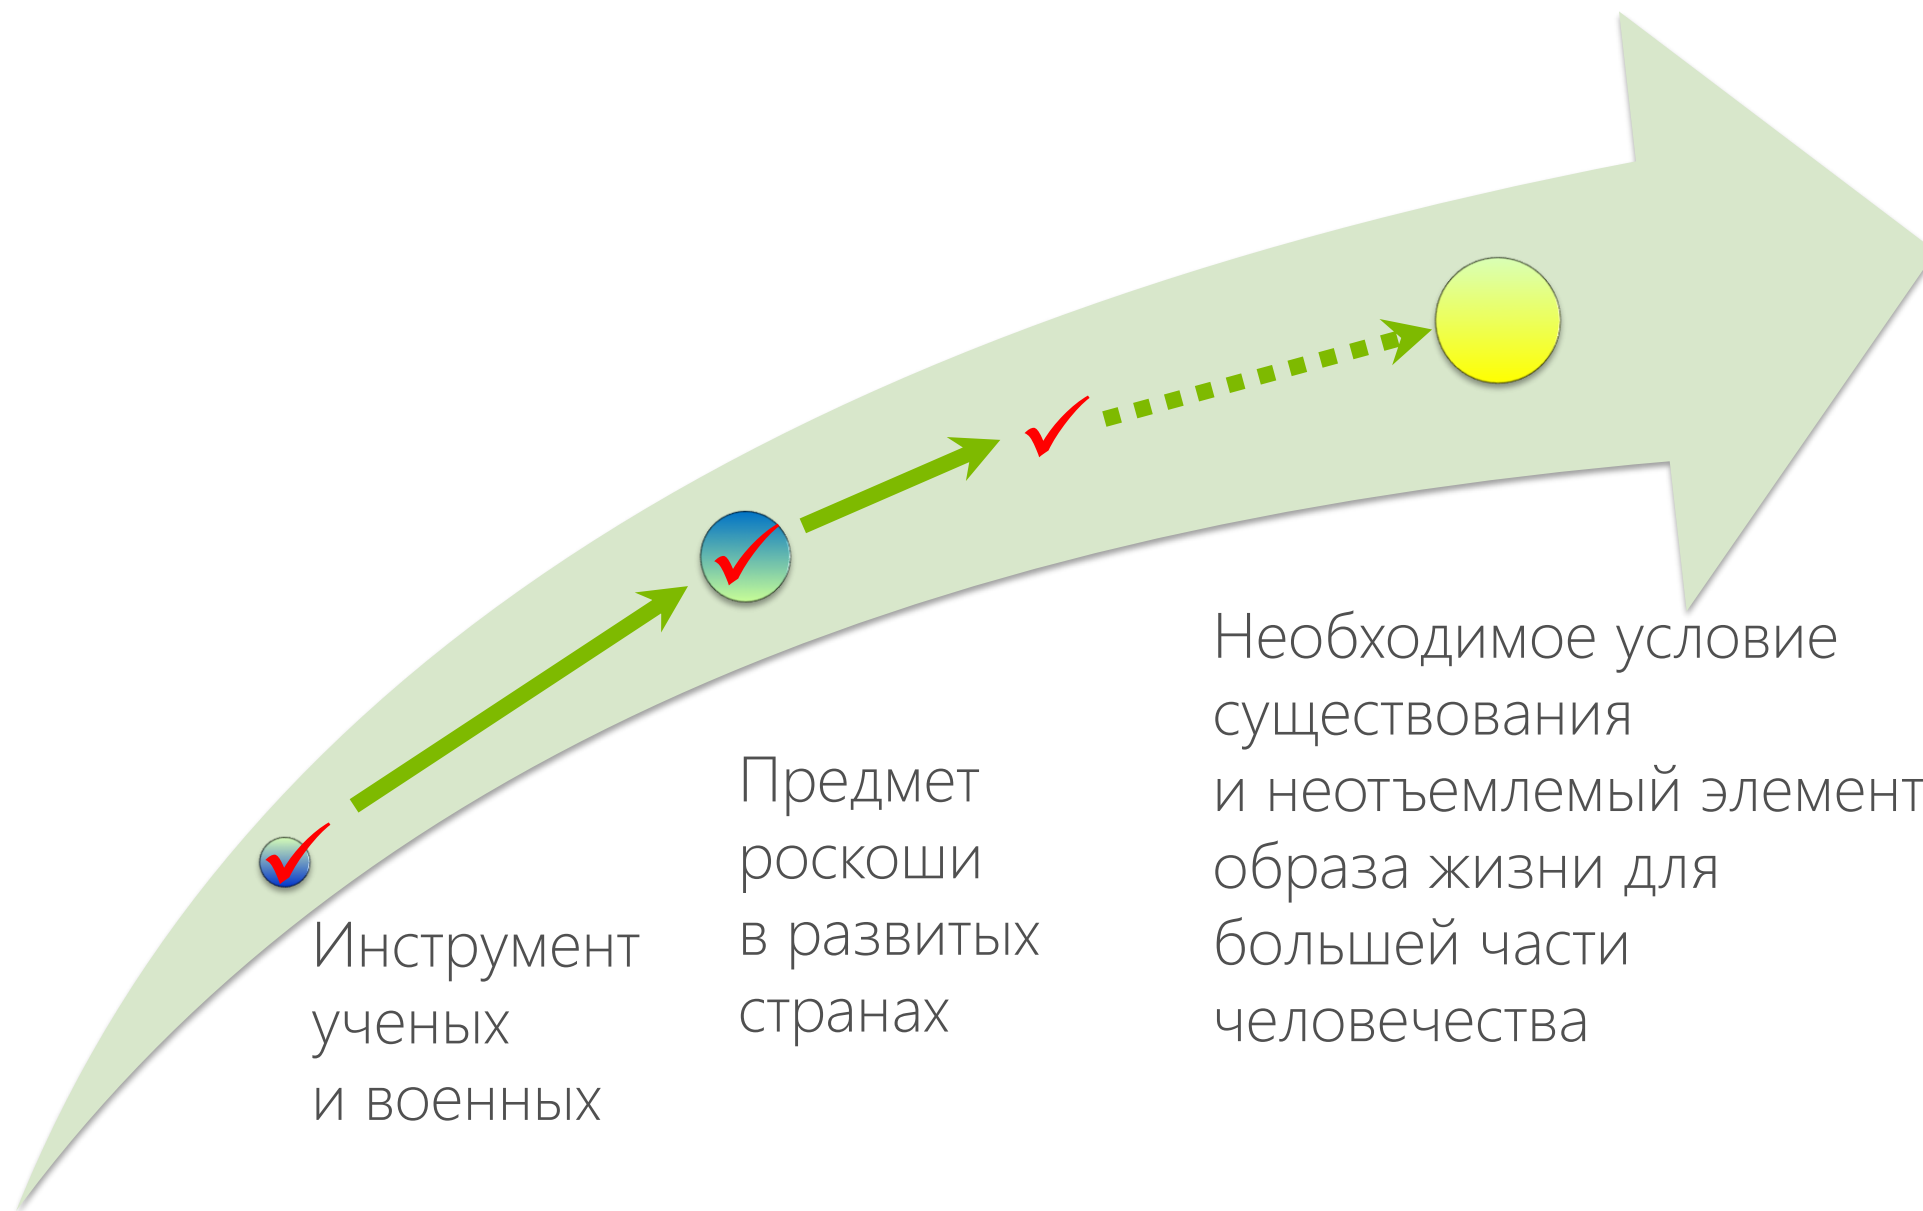 Инструмент
ученых
и военных
Предмет
роскоши
в развитых
странах
Необходимое условие
существования
и неотъемлемый элемент
образа жизни для
большей части
человечества